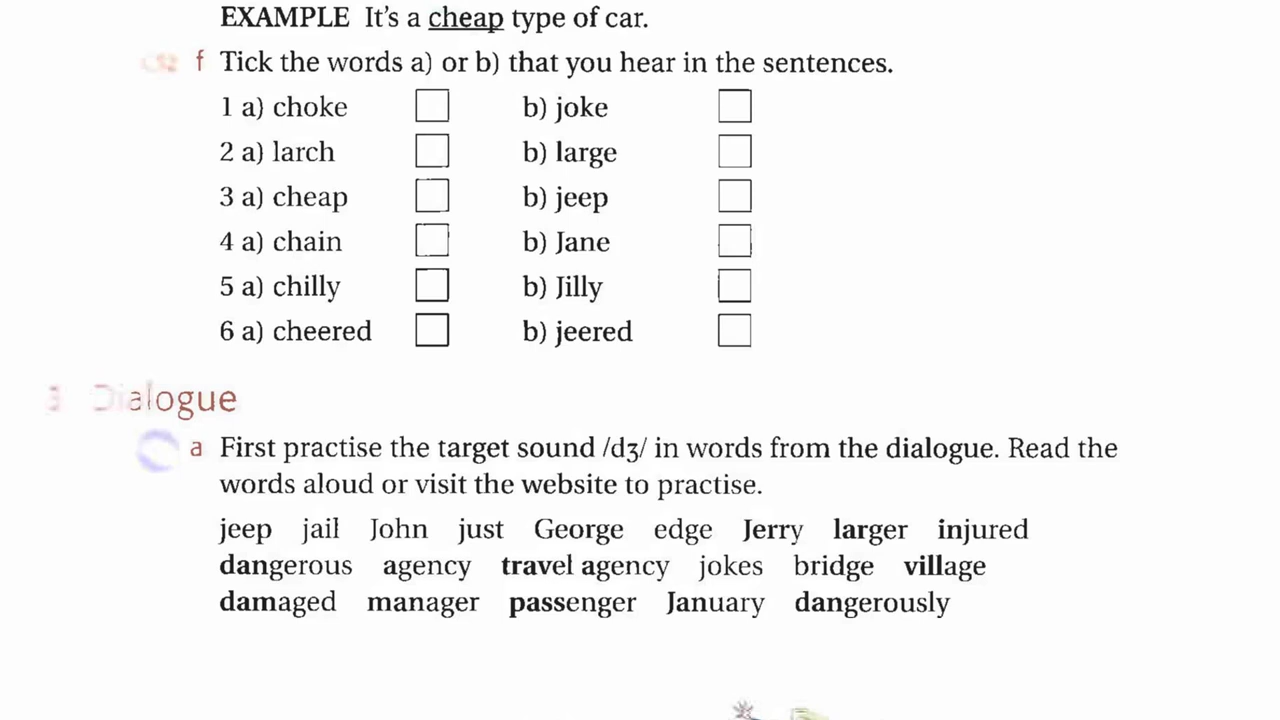 EXAMPLE It's a cheap type of car.
f Tick the words a) or b) that you hear in the sentences.
1 a) choke b) joke
2 a) larch b) large
3 a) cheap b) jeep
4 a) chain b) Jane
5 a) chilly b) Jilly
6 a) cheered b) jeered
3 Dialogue
a First practise the target sound /dʒ/ in words from the dialogue. Read the
words aloud or visit the website to practise.
jeep jail John just George edge Jerry larger injured
dangerous agency travel agency jokes bridge village
damaged manager passenger January dangerously